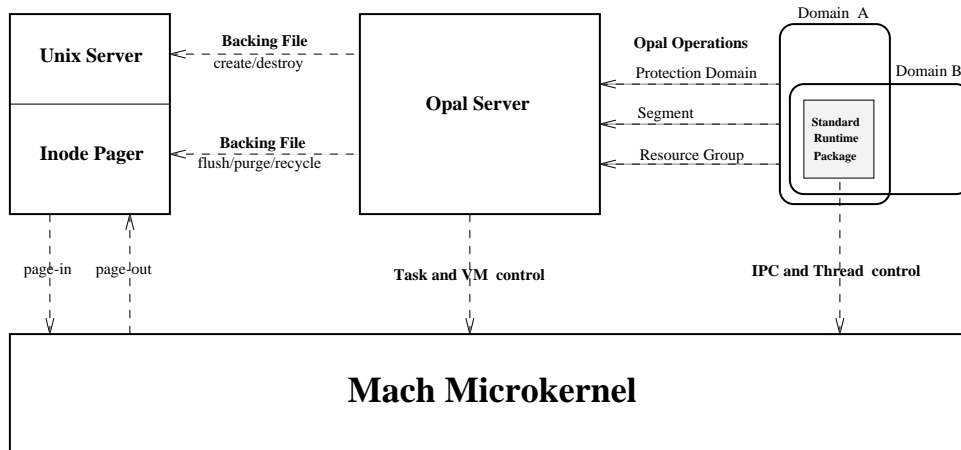 Unix Server
Inode Pager
Backing File
create/destroy
Backing File
flush/purge/recycle
Opal Server
Opal Operations
Protection Domain
Segment
Resource Group
Domain A
Domain B
Standard
Runtime
Package
page-in
page-out
Task and VM control
IPC and Thread control
Mach Microkernel